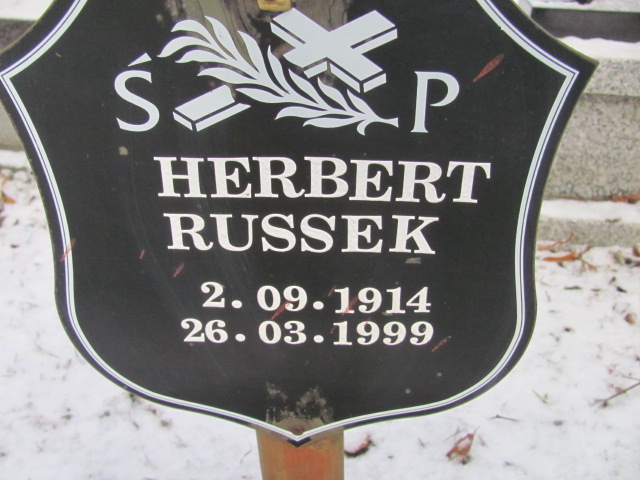 Ś P
HERBERT
RUSSEK
2. 09. 1914
26. 03. 1999